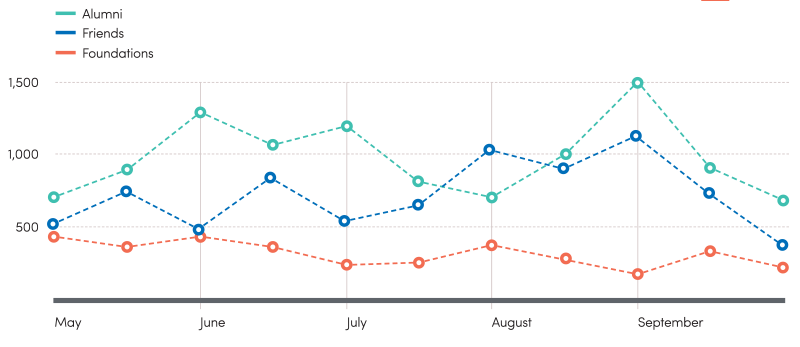 Alumni
Friends
Foundations
1,500
1,000
500
May June July August September